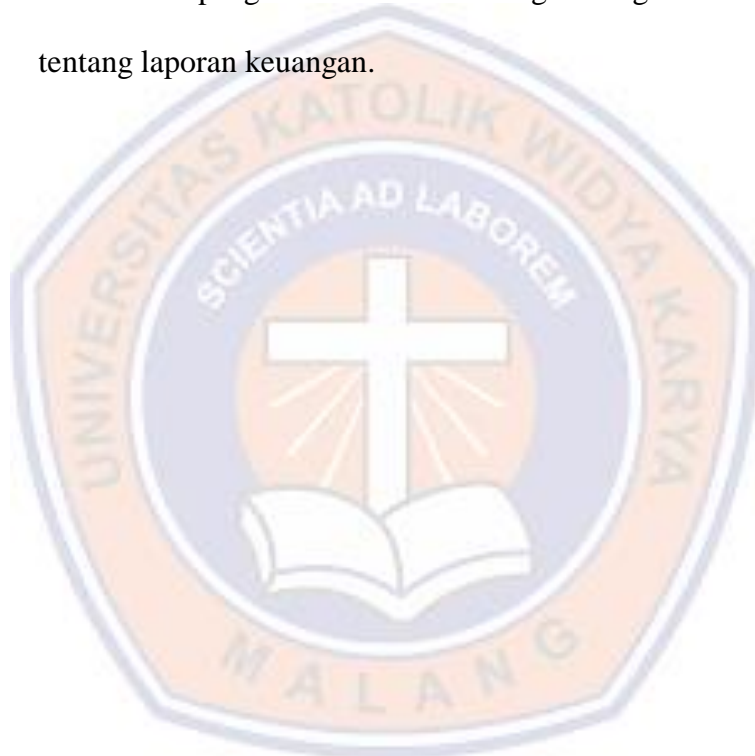 tentang laporan keuangan.
UNIVERSITAS KATOLIK WIDYA KARYA
SCIENTIA AD LABOREM
MALANG